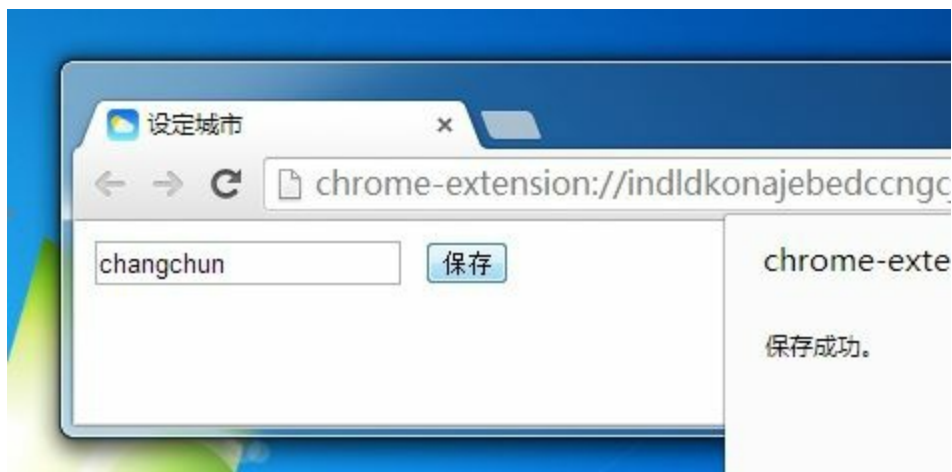 设定城市
chrome-extension://indldkonajebedccngc
changchun
保存
chrome-exte
保存成功。